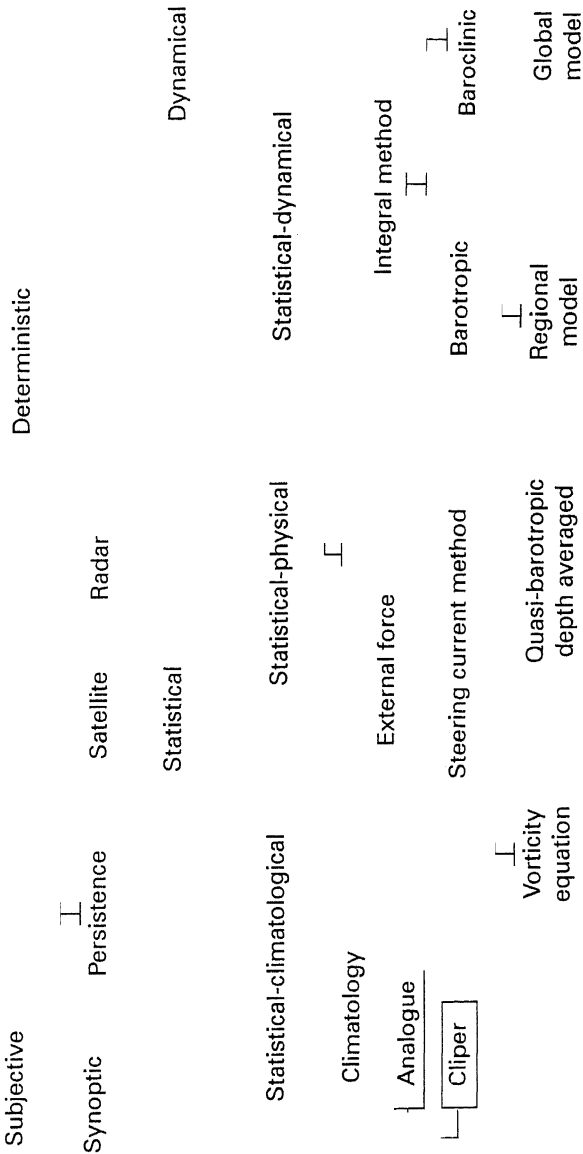 Subjective
Deterministic
Synoptic
Persistence
Satellite
Radar
Statistical
Dynamical
Statistical-climatological
Statistical-physical
Statistical-dynamical
Climatology
External force
Integral method
Analogue
Cliper
Steering current method
Barotropic
Baroclinic
Vorticity
equation
Quasi-barotropic
depth averaged
Regional
model
Global
model